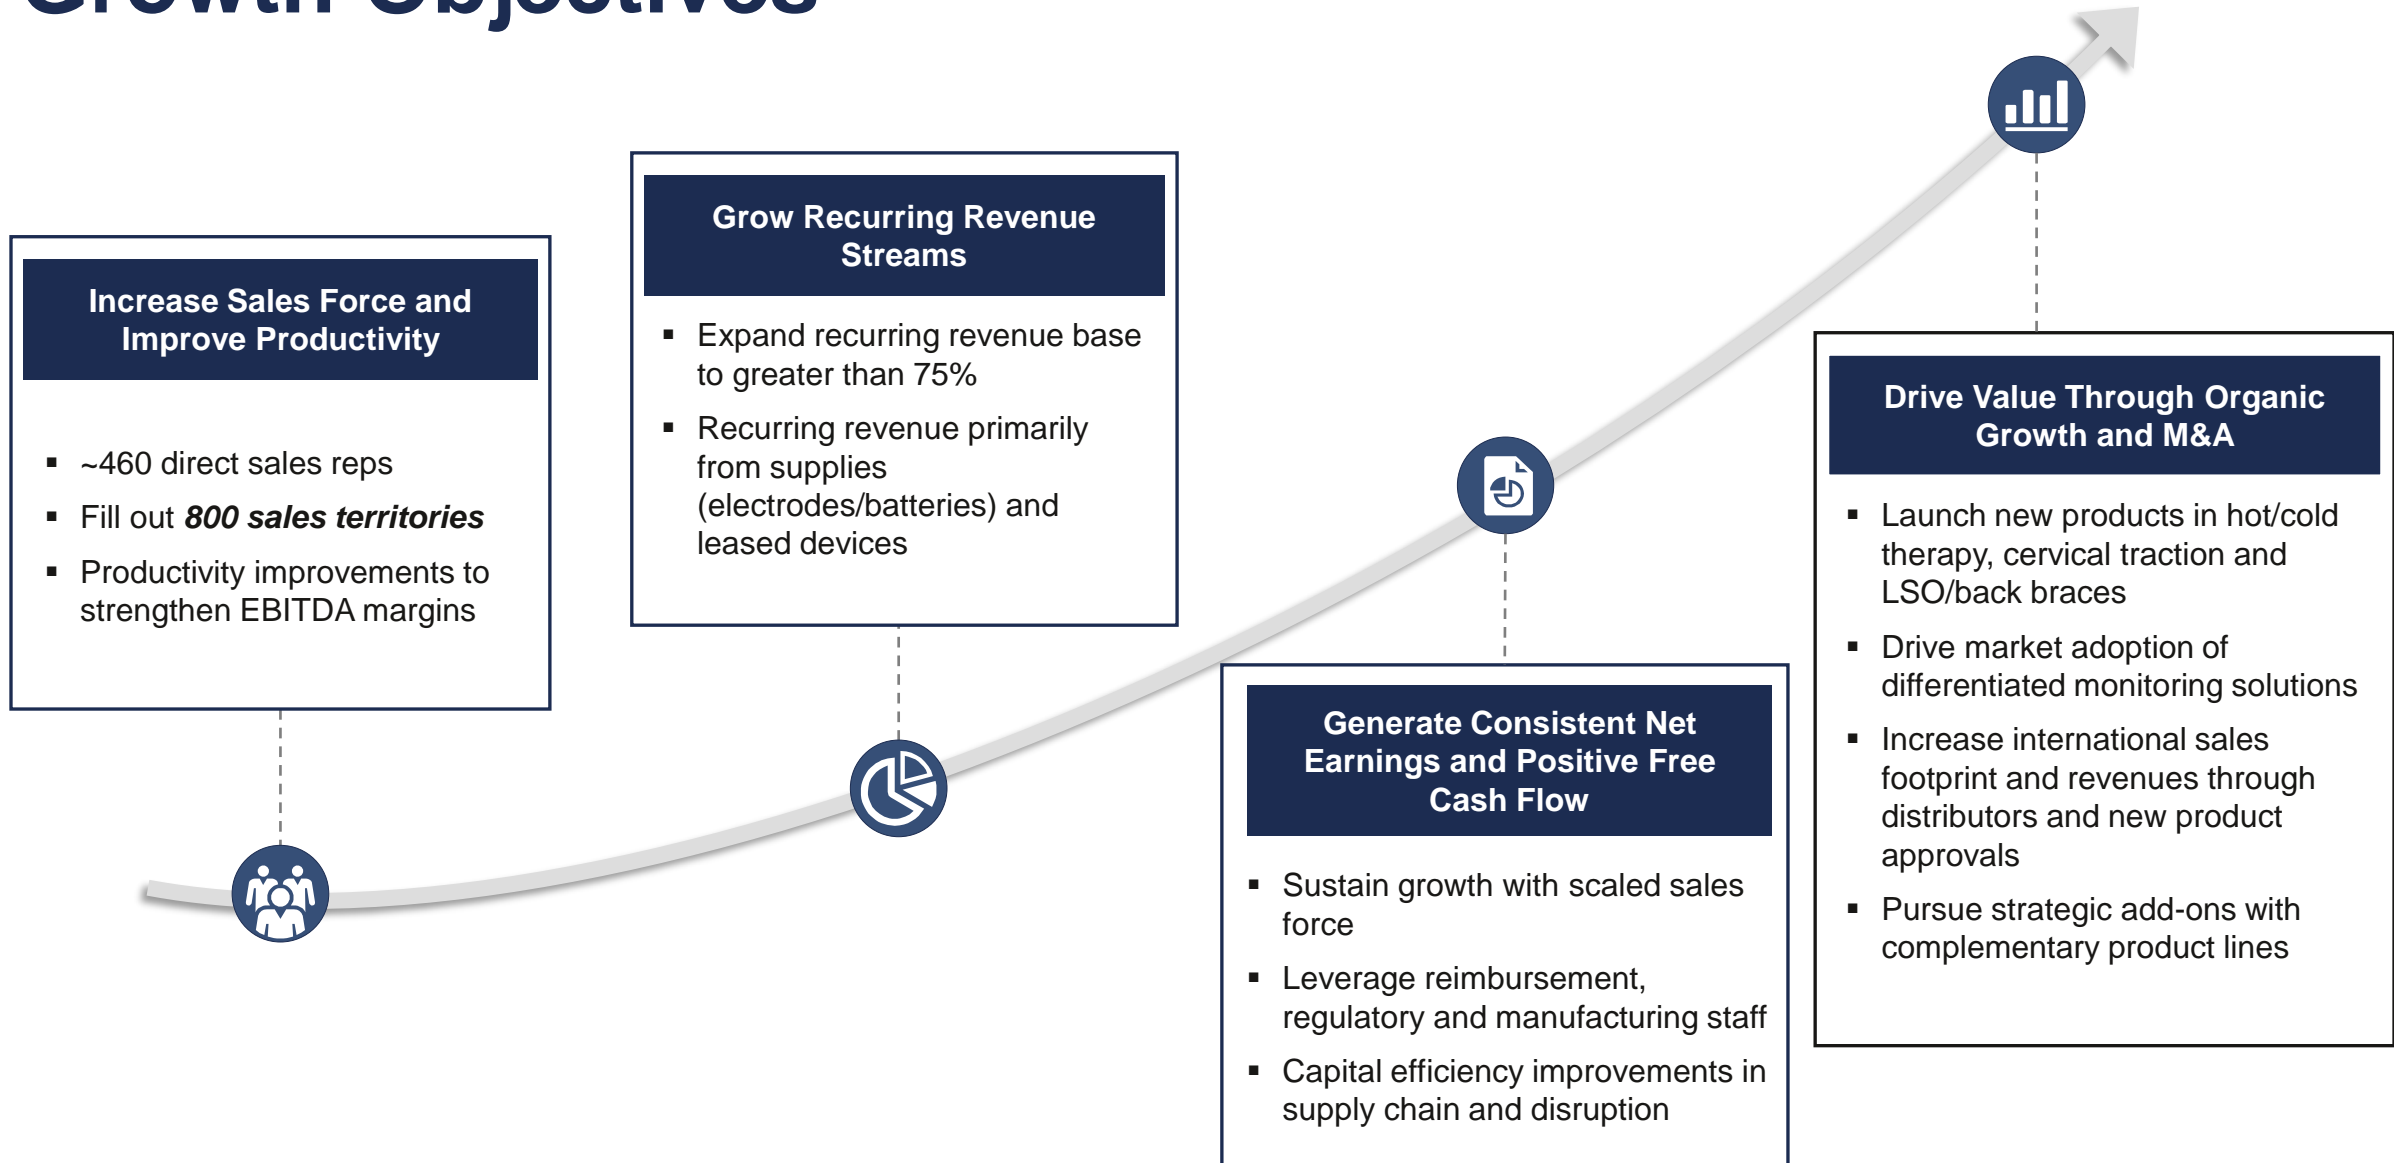 Growth Objectives
Increase Sales Force and
Improve Productivity
▪ ~460 direct sales reps
▪ Fill out 800 sales territories
▪ Productivity improvements to
strengthen EBITDA margins
Grow Recurring Revenue
Streams
▪ Expand recurring revenue base
to greater than 75%
▪ Recurring revenue primarily
from supplies
(electrodes/batteries) and
leased devices
Generate Consistent Net
Earnings and Positive Free
Cash Flow
▪ Sustain growth with scaled sales
force
▪ Leverage reimbursement,
regulatory and manufacturing staff
▪ Capital efficiency improvements in
supply chain and disruption
Drive Value Through Organic
Growth and M&A
▪ Launch new products in hot/cold
therapy, cervical traction and
LSO/back braces
▪ Drive market adoption of
differentiated monitoring solutions
▪ Increase international sales
footprint and revenues through
distributors and new product
approvals
▪ Pursue strategic add-ons with
complementary product lines